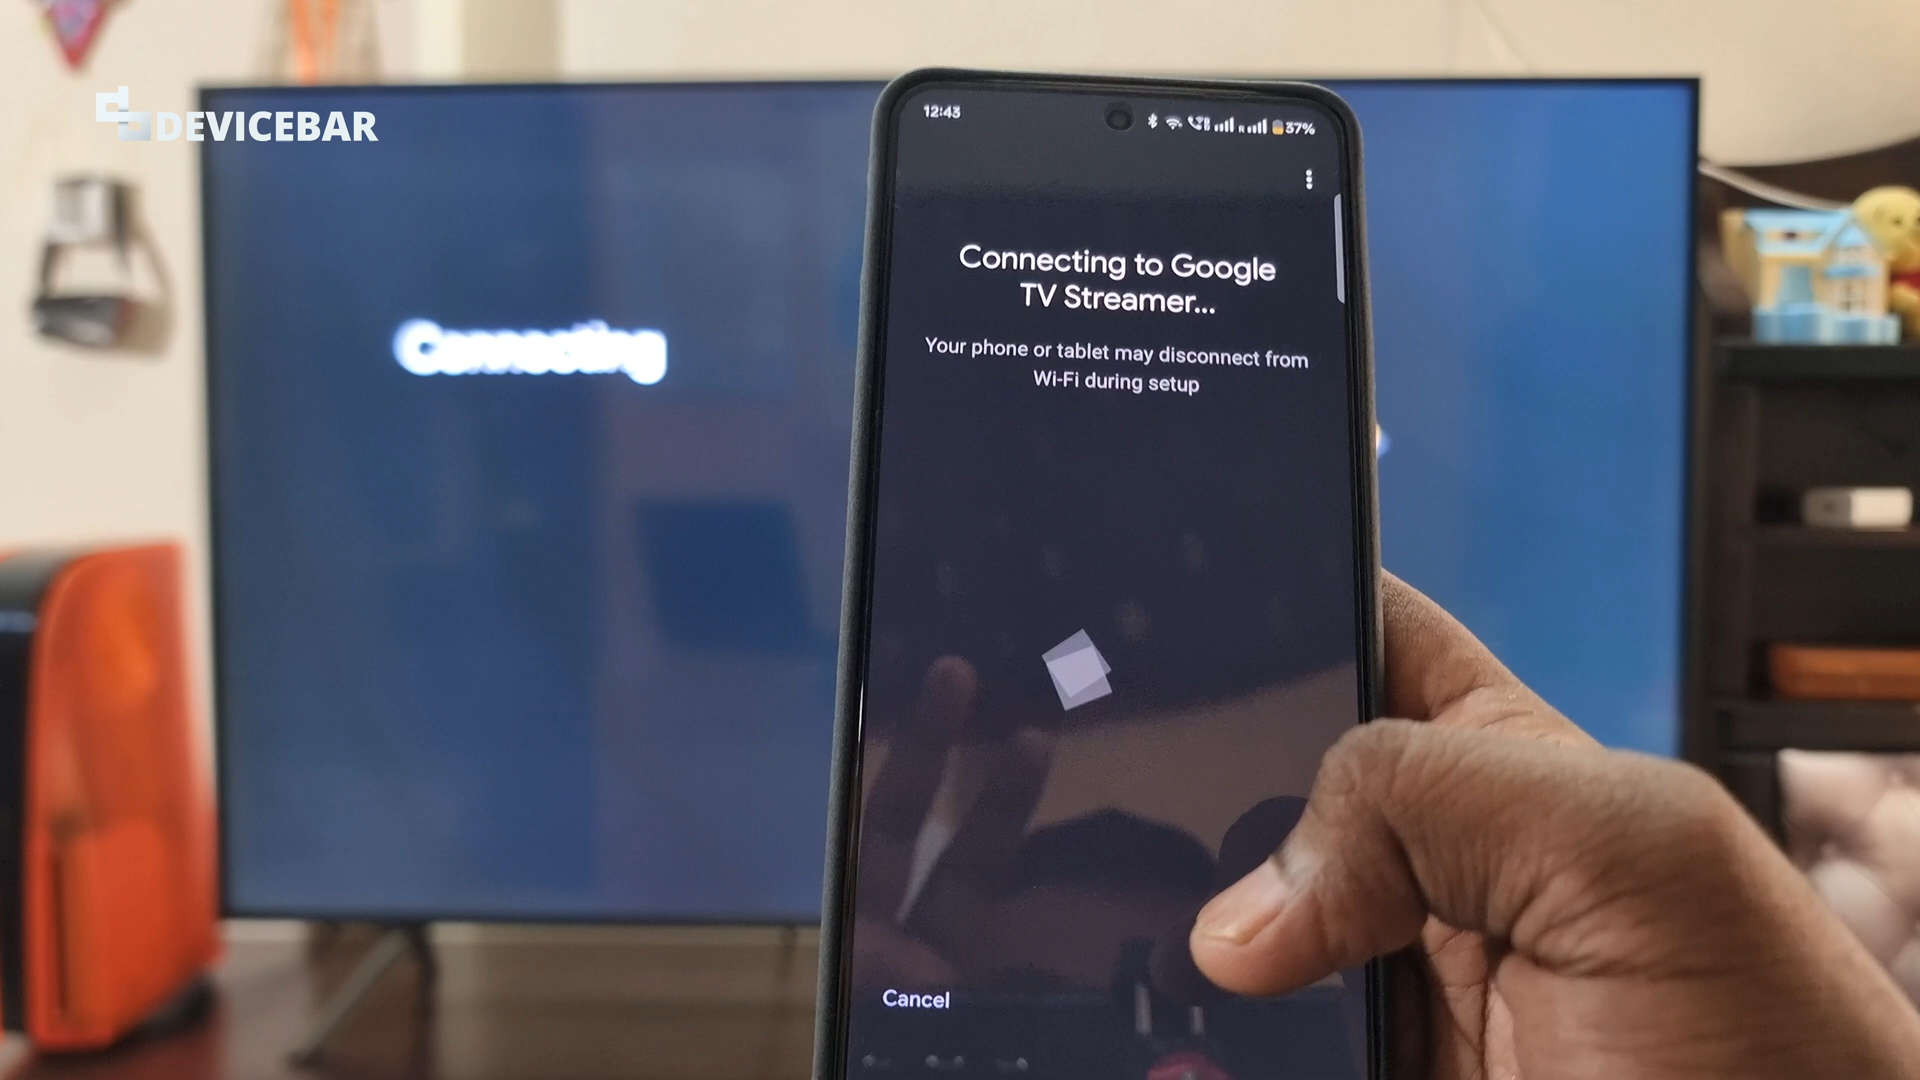 DEVICEBAR
12:43
37%
Connecting to Google
TV Streamer...
Your phone or tablet may disconnect from
Wi-Fi during setup
Connecting
Cancel